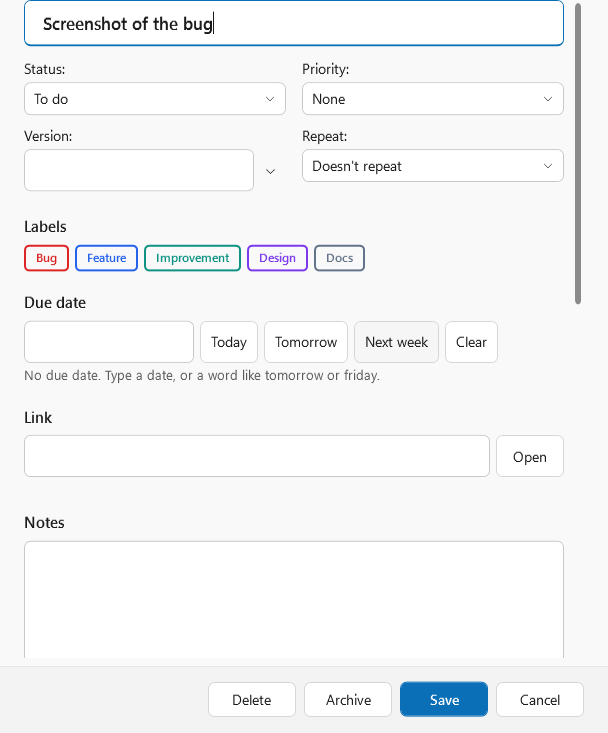 Screenshot of the bug
Status:
Priority:
To do
None
Version:
Repeat:
Doesn't repeat
Labels
Bug
Feature
Improvement
Design
Docs
Due date
Today
Tomorrow
Next week
Clear
No due date. Type a date, or a word like tomorrow or friday.
Link
Open
Notes
Delete
Archive
Save
Cancel